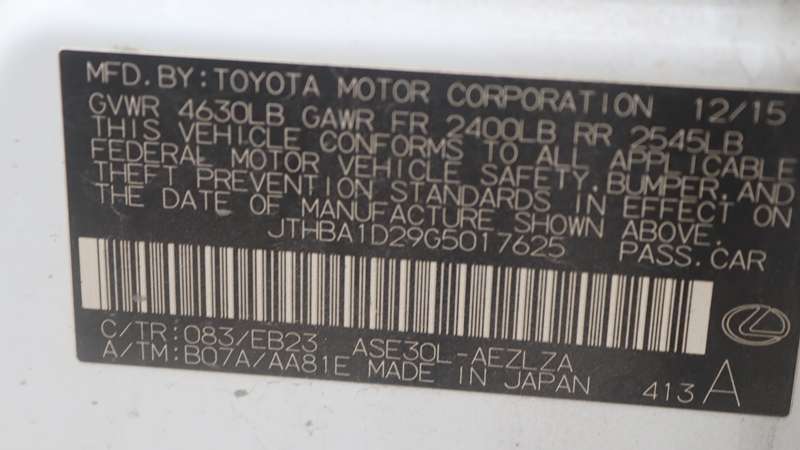 MFD.BY: TOYOTA MOTOR CORPORATION 12/15
GVWR 4630LB GAWR FR 2400LB RR 2545LB
THIS VEHICLE CONFORMS TO ALL APPLICABLE
FEDERAL MOTOR VEHICLE SAFETY, BUMPER, AND
THEFT PREVENTION STANDARDS IN EFFECT ON
THE DATE OF MANUFACTURE SHOWN ABOVE.
JTHBA1D29G5017625 PASS.CAR
C/TR:083/EB23 ASE30L-AEZLZA
A/TM:B07A/AA81E MADE IN JAPAN 413 A